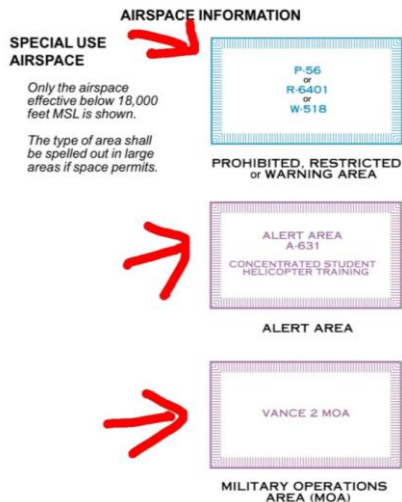 AIRSPACE INFORMATION
SPECIAL USE
AIRSPACE
Only the airspace
effective below 18,000
feet MSL is shown.
The type of area shall
be spelled out in large
areas if space permits.
P-56
or
R-6401
or
W-518
PROHIBITED, RESTRICTED
or WARNING AREA
ALERT AREA
A-631
CONCENTRATED STUDENT
HELICOPTER TRAINING
ALERT AREA
VANCE 2 MOA
MILITARY OPERATIONS
AREA (MOA)